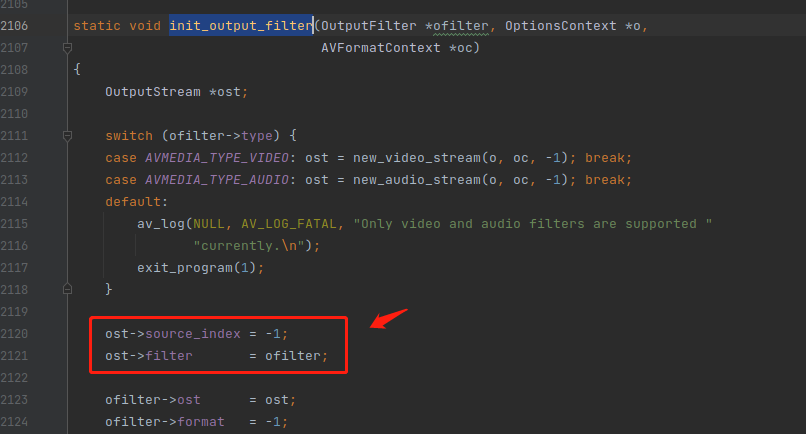 2105
2106 static void init_output_filter(OutputFilter *ofilter, OptionsContext *o,
2107                                AVFormatContext *oc)
2108 {
2109     OutputStream *ost;
2110
2111     switch (ofilter->type) {
2112     case AVMEDIA_TYPE_VIDEO: ost = new_video_stream(o, oc, -1); break;
2113     case AVMEDIA_TYPE_AUDIO: ost = new_audio_stream(o, oc, -1); break;
2114     default:
2115         av_log(NULL, AV_LOG_FATAL, "Only video and audio filters are supported "
2116                "currently.\n");
2117         exit_program(1);
2118     }
2119
2120     ost->source_index = -1;
2121     ost->filter       = ofilter;
2122
2123     ofilter->ost      = ost;
2124     ofilter->format   = -1;